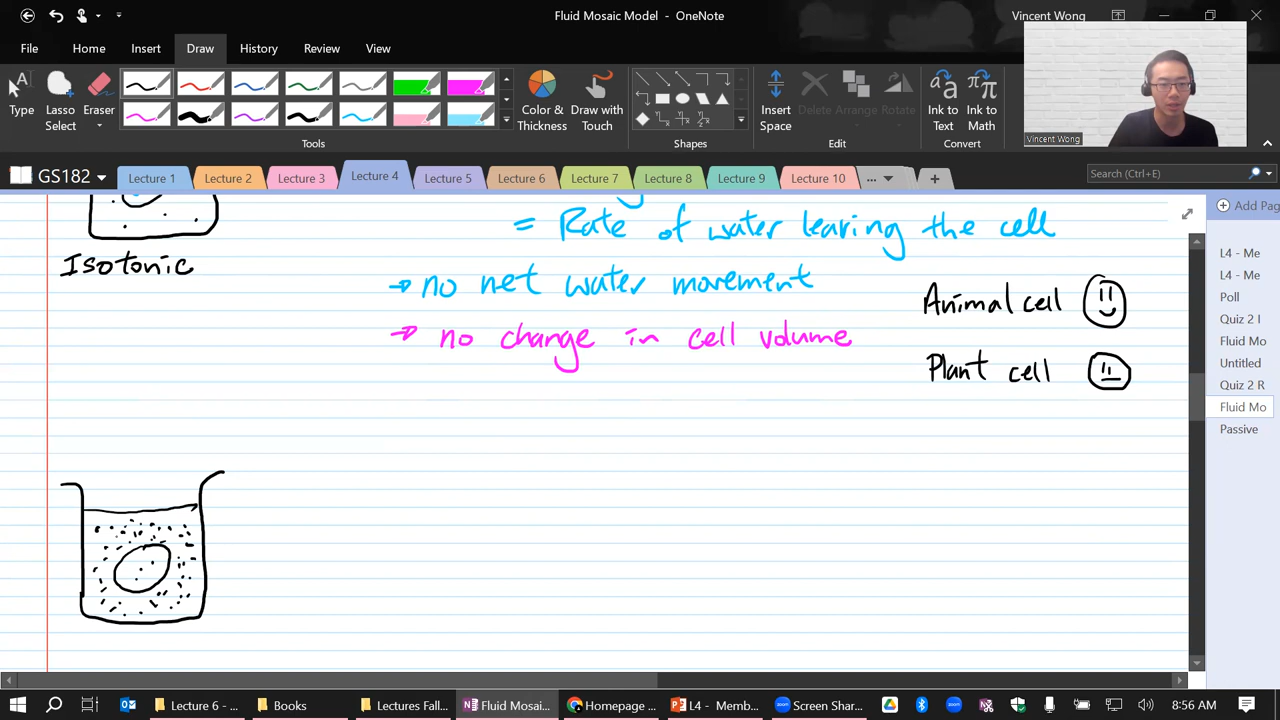 Fluid Mosaic Model - OneNote
Vincent Wong
File Home Insert Draw History Review View
Type
Lasso Select
Eraser
Color & Thickness
Draw with Touch
Insert Space
Delete Arrange Rotate
Ink to Text
Ink to Math
Tools
Shapes
Edit
Convert
Vincent Wong
GS182
Lecture 1
Lecture 2
Lecture 3
Lecture 4
Lecture 5
Lecture 6
Lecture 7
Lecture 8
Lecture 9
Lecture 10
...
Search (Ctrl+E)
Add Pag
L4 - Me
L4 - Me
Poll
Quiz 2 I
Fluid Mo
Untitled
Quiz 2 R
Fluid Mo
Passive
= Rate of water leaving the cell
Isotonic
→ no net water movement
→ no change in cell volume
Animal cell
Plant cell
Lecture 6 - ...
Books
Lectures Fall...
Fluid Mosai...
Homepage ...
L4 - Memb...
Screen Shar...
Zoom ...
8:56 AM